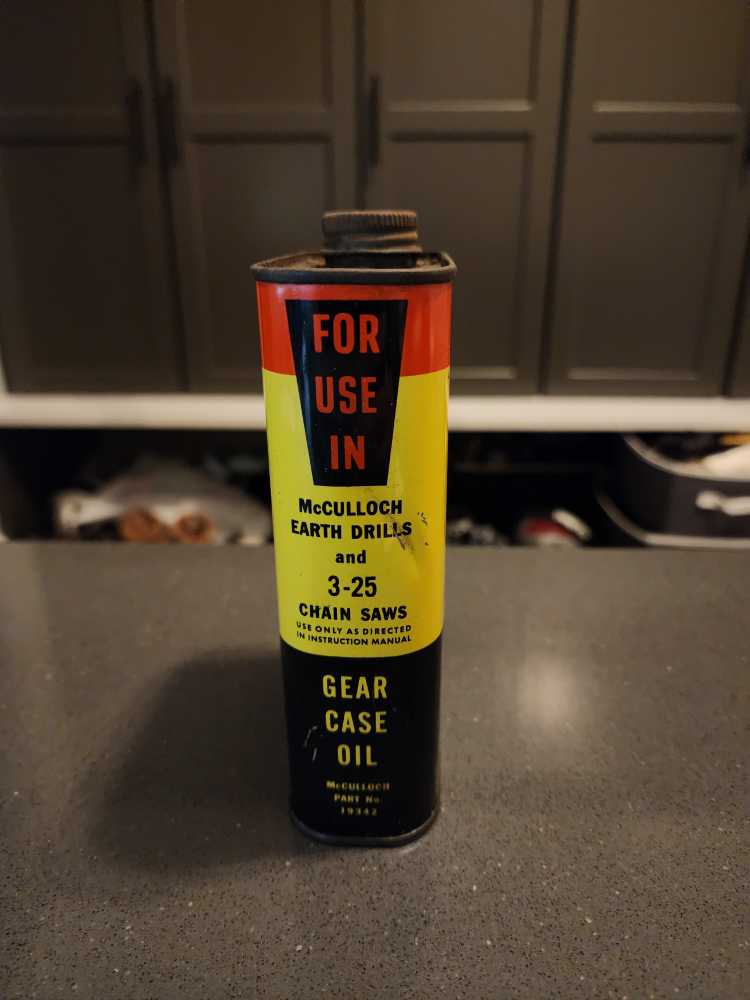 FOR
USE
IN
McCULLOCH
EARTH DRILLS
and
3-25
CHAIN SAWS
USE ONLY AS DIRECTED
IN INSTRUCTION MANUAL
GEAR
CASE
OIL
McCULLOCH
PART No.
19342